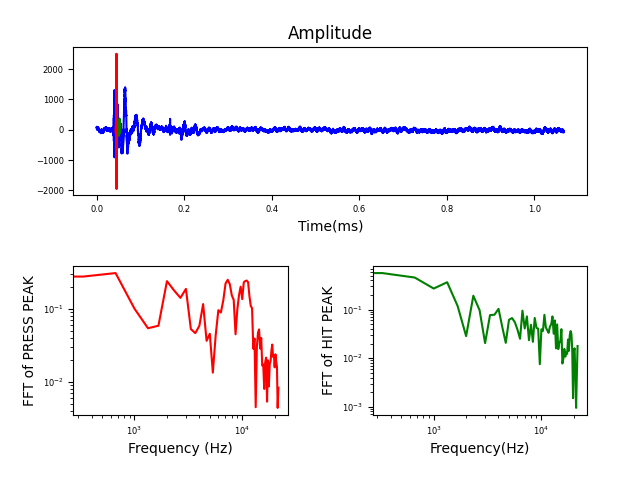 Amplitude
2000
1000
0
−1000
−2000
0.0 0.2 0.4 0.6 0.8 1.0
Time(ms)
FFT of PRESS PEAK
10⁻¹
10⁻²
10³ 10⁴
Frequency (Hz)
FFT of HIT PEAK
10⁻¹
10⁻²
10⁻³
10³ 10⁴
Frequency(Hz)